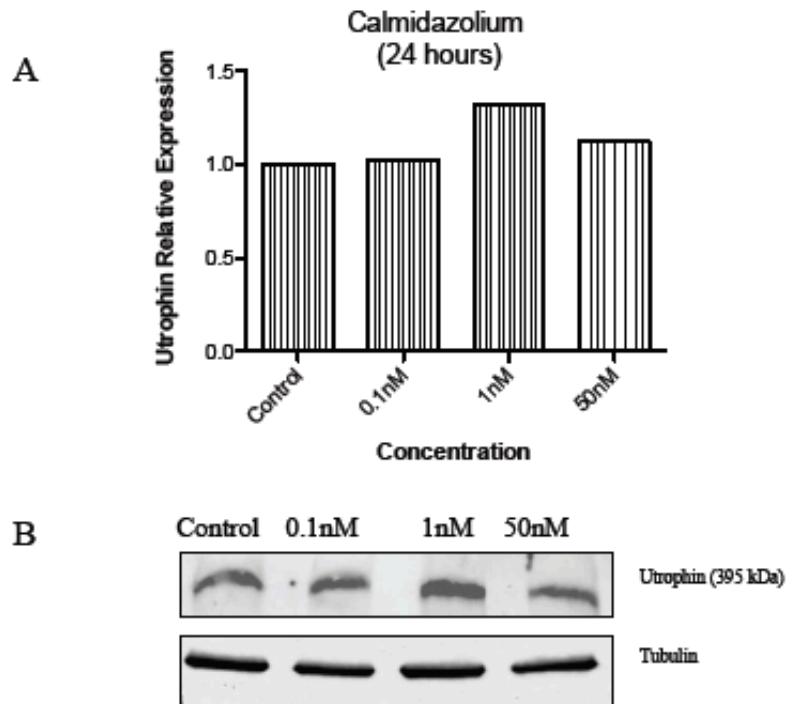 A
Calmidazolium
(24 hours)
Utrophin Relative Expression
1.5
1.0
0.5
0.0
Control
0.1nM
1nM
50nM
Concentration
B
Control 0.1nM 1nM 50nM
Utrophin (395 kDa)
Tubulin